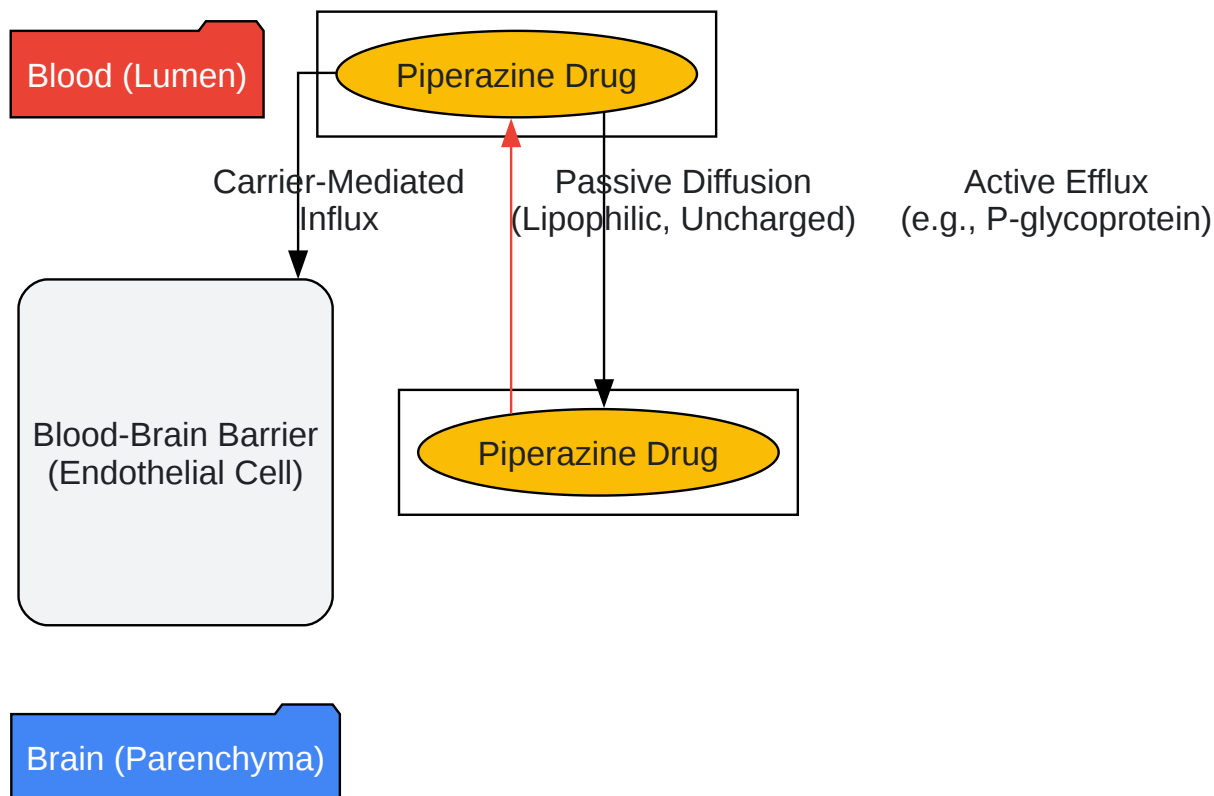 Blood (Lumen)
Piperazine Drug
Carrier-Mediated
Influx
Passive Diffusion
(Lipophilic, Uncharged)
Active Efflux
(e.g., P-glycoprotein)
Blood-Brain Barrier
(Endothelial Cell)
Piperazine Drug
Brain (Parenchyma)